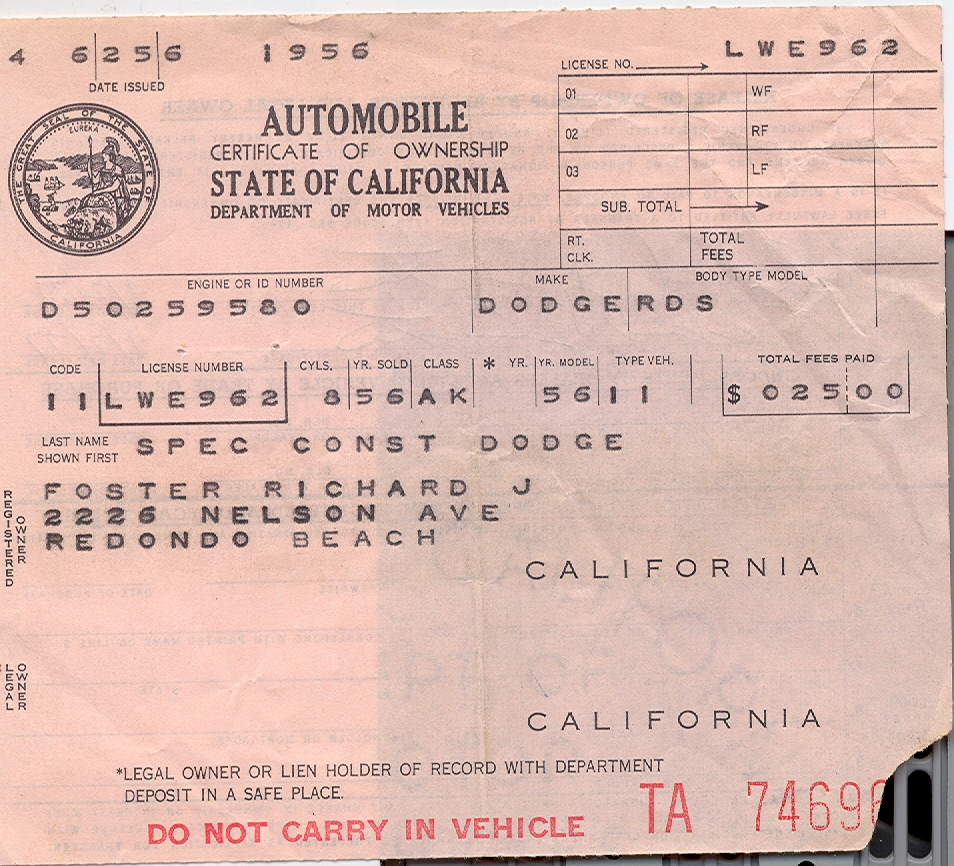 4 6 25 6 1956 LWE962
DATE ISSUED LICENSE NO.
THE GREAT SEAL OF THE STATE OF CALIFORNIA
EUREKA
AUTOMOBILE
CERTIFICATE OF OWNERSHIP
STATE OF CALIFORNIA
DEPARTMENT OF MOTOR VEHICLES
01 WF
02 RF
03 LF
SUB. TOTAL
RT. CLK. TOTAL FEES
ENGINE OR ID NUMBER MAKE BODY TYPE MODEL
D50259580 DODGERDS
CODE LICENSE NUMBER CYLS. YR. SOLD CLASS * YR. YR. MODEL TYPE VEH. TOTAL FEES PAID
11 LWE962 8 56 AK 56 11 $ 025 00
LAST NAME SHOWN FIRST SPEC CONST DODGE
REGISTERED OWNER
FOSTER RICHARD J
2226 NELSON AVE
REDONDO BEACH
CALIFORNIA
LEGAL OWNER
CALIFORNIA
*LEGAL OWNER OR LIEN HOLDER OF RECORD WITH DEPARTMENT
DEPOSIT IN A SAFE PLACE.
DO NOT CARRY IN VEHICLE TA 74696